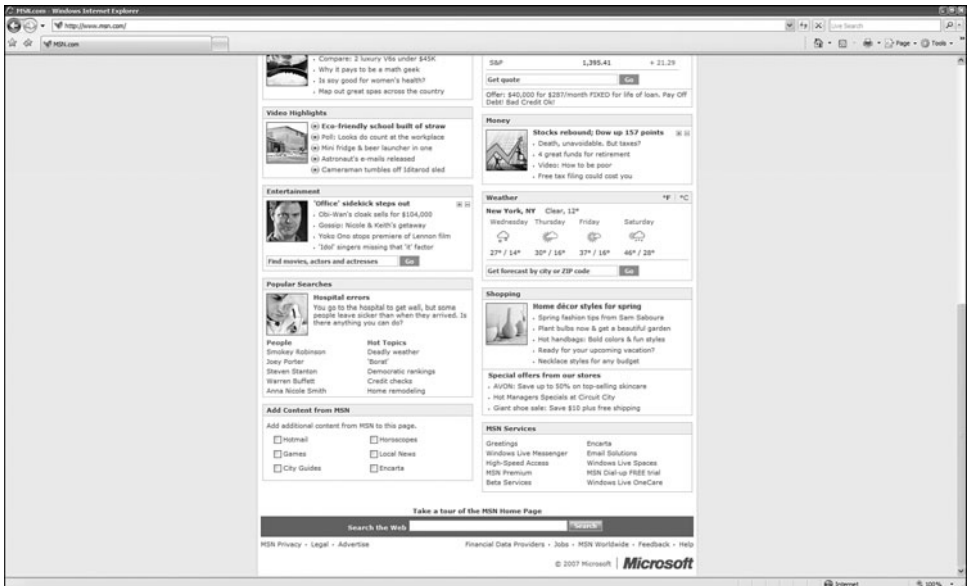 MSN.com - Windows Internet Explorer
http://www.msn.com/
Live Search
MSN.com
Page
Tools
Compare: 2 luxury V6s under $45K
Why it pays to be a math geek
Is soy good for women's health?
Map out great spas across the country
Video Highlights
Eco-friendly school built of straw
Poll: Looks do count at the workplace
Mini fridge & beer launcher in one
Astronaut's e-mails released
Cameraman tumbles off Iditarod sled
Entertainment
'Office' sidekick steps out
Obi-Wan's cloak sells for $104,000
Gossip: Nicole & Keith's getaway
Yoko Ono stops premiere of Lennon film
'Idol' singers missing that 'it' factor
Find movies, actors and actresses Go
Popular Searches
Hospital errors
You go to the hospital to get well, but some
people leave sicker than when they arrived. Is
there anything you can do?
People Hot Topics
Smokey Robinson Deadly weather
Joey Porter 'Borat'
Steven Stanton Democratic rankings
Warren Buffett Credit checks
Anna Nicole Smith Home remodeling
Add Content from MSN
Add additional content from MSN to this page.
Hotmail Horoscopes
Games Local News
City Guides Encarta
S&P 1,395.41 + 21.29
Get quote Go
Offer: $40,000 for $287/month FIXED for life of loan. Pay Off
Debt! Bad Credit Ok!
Money
Stocks rebound; Dow up 157 points
Death, unavoidable. But taxes?
4 great funds for retirement
Video: How to be poor
Free tax filing could cost you
Weather °F | °C
New York, NY Clear, 12°
Wednesday Thursday Friday Saturday
27° / 14° 30° / 16° 37° / 16° 46° / 28°
Get forecast by city or ZIP code Go
Shopping
Home décor styles for spring
Spring fashion tips from Sam Saboura
Plant bulbs now & get a beautiful garden
Hot handbags: Bold colors & fun styles
Ready for your upcoming vacation?
Necklace styles for any budget
Special offers from our stores
AVON: Save up to 50% on top-selling skincare
Hot Managers Specials at Circuit City
Giant shoe sale: Save $10 plus free shipping
MSN Services
Greetings Encarta
Windows Live Messenger Email Solutions
High-Speed Access Windows Live Spaces
MSN Premium MSN Dial-up FREE trial
Beta Services Windows Live OneCare
Take a tour of the MSN Home Page
Search the Web Search
MSN Privacy - Legal - Advertise Financial Data Providers - Jobs - MSN Worldwide - Feedback - Help
© 2007 Microsoft Microsoft
Internet 100%